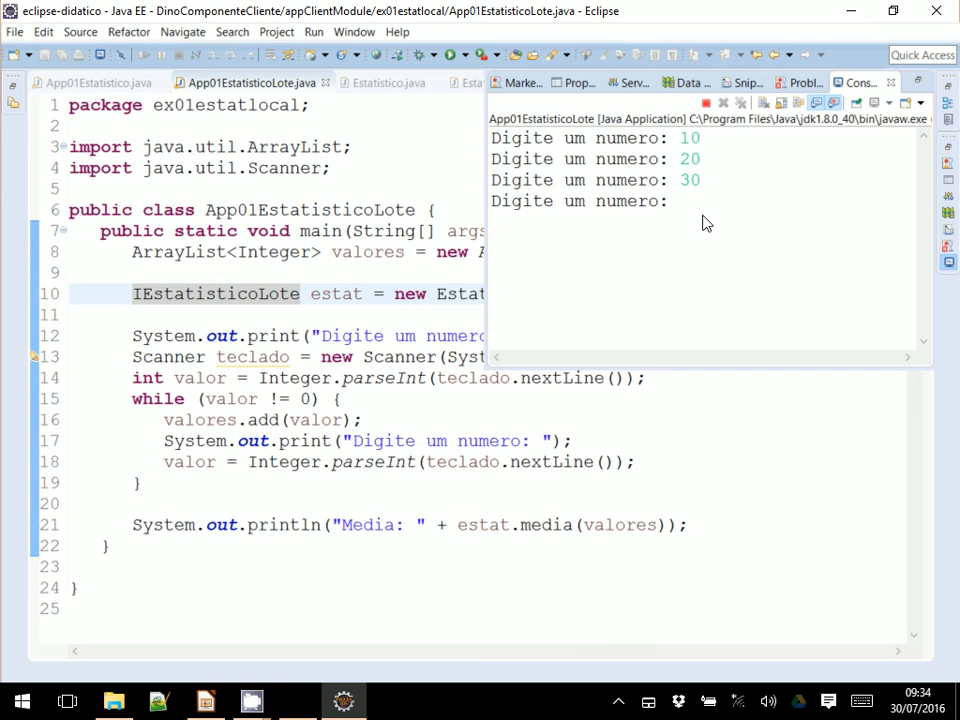 eclipse-didatico - Java EE - DinoComponenteCliente/appClientModule/ex01estatlocal/App01EstatisticoLote.java - Eclipse
File Edit Source Refactor Navigate Search Project Run Window Help
Quick Access
App01Estatistico.java App01EstatisticoLote.java Estatistico.java Esta
Marke... Prop... Serv... Data ... Snip... Probl... Cons...
App01EstatisticoLote [Java Application] C:\Program Files\Java\jdk1.8.0_40\bin\javaw.exe
Digite um numero: 10
Digite um numero: 20
Digite um numero: 30
Digite um numero:
1 package ex01estatlocal;
2
3 import java.util.ArrayList;
4 import java.util.Scanner;
5
6 public class App01EstatisticoLote {
7 public static void main(String[] args
8 ArrayList<Integer> valores = new A
9
10 IEstatisticoLote estat = new Estat
11
12 System.out.print("Digite um numero
13 Scanner teclado = new Scanner(Syst
14 int valor = Integer.parseInt(teclado.nextLine());
15 while (valor != 0) {
16 valores.add(valor);
17 System.out.print("Digite um numero: ");
18 valor = Integer.parseInt(teclado.nextLine());
19 }
20
21 System.out.println("Media: " + estat.media(valores));
22 }
23
24 }
25
09:34
30/07/2016